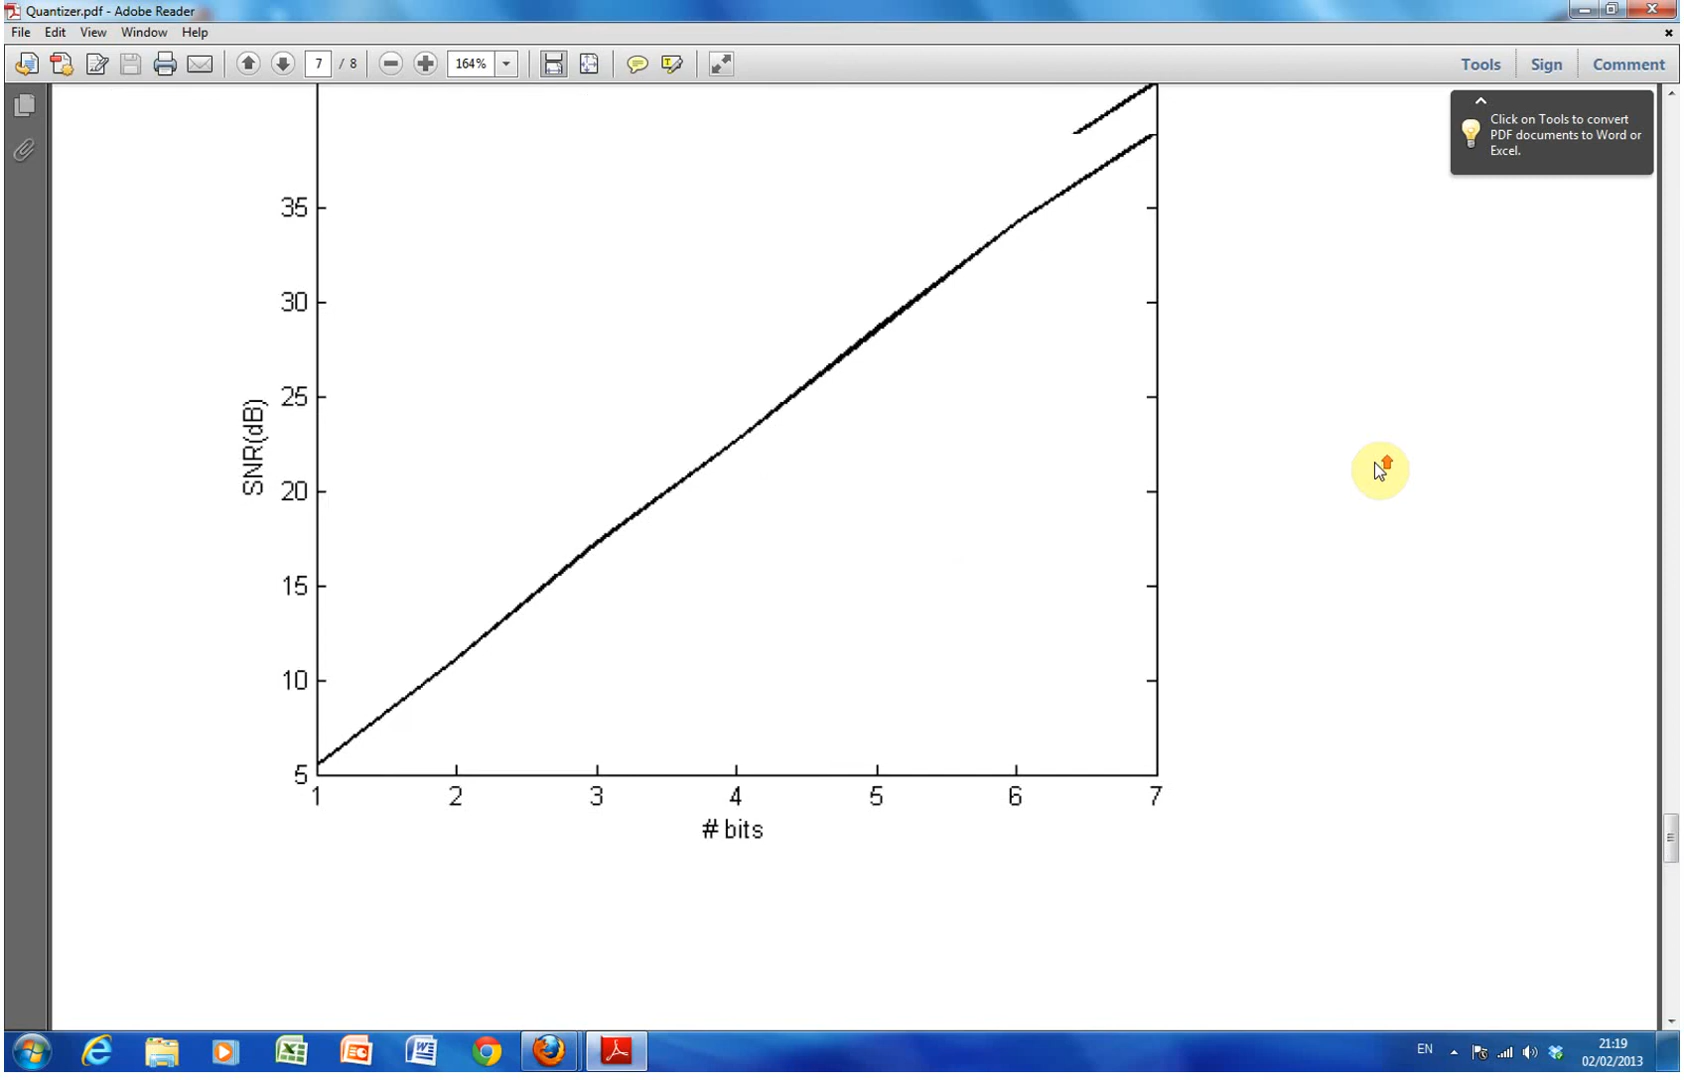 Quantizer.pdf - Adobe Reader
File Edit View Window Help
7 / 8 164% Tools Sign Comment
Click on Tools to convert
PDF documents to Word or
Excel.
35
30
25
20
15
10
5
SNR(dB)
1 2 3 4 5 6 7
# bits
EN 21:19
02/02/2013